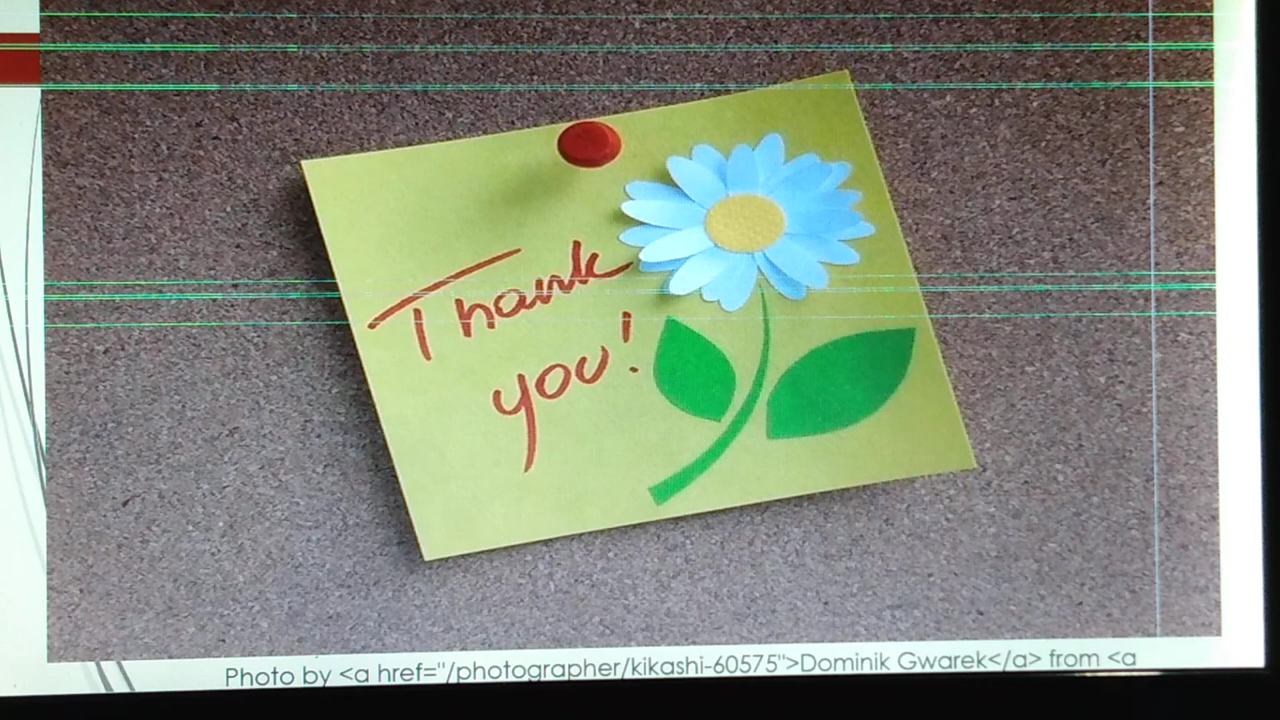 Thank
you!
Photo by <a href="/photographer/kikashi-60575">Dominik Gwarek</a> from <a